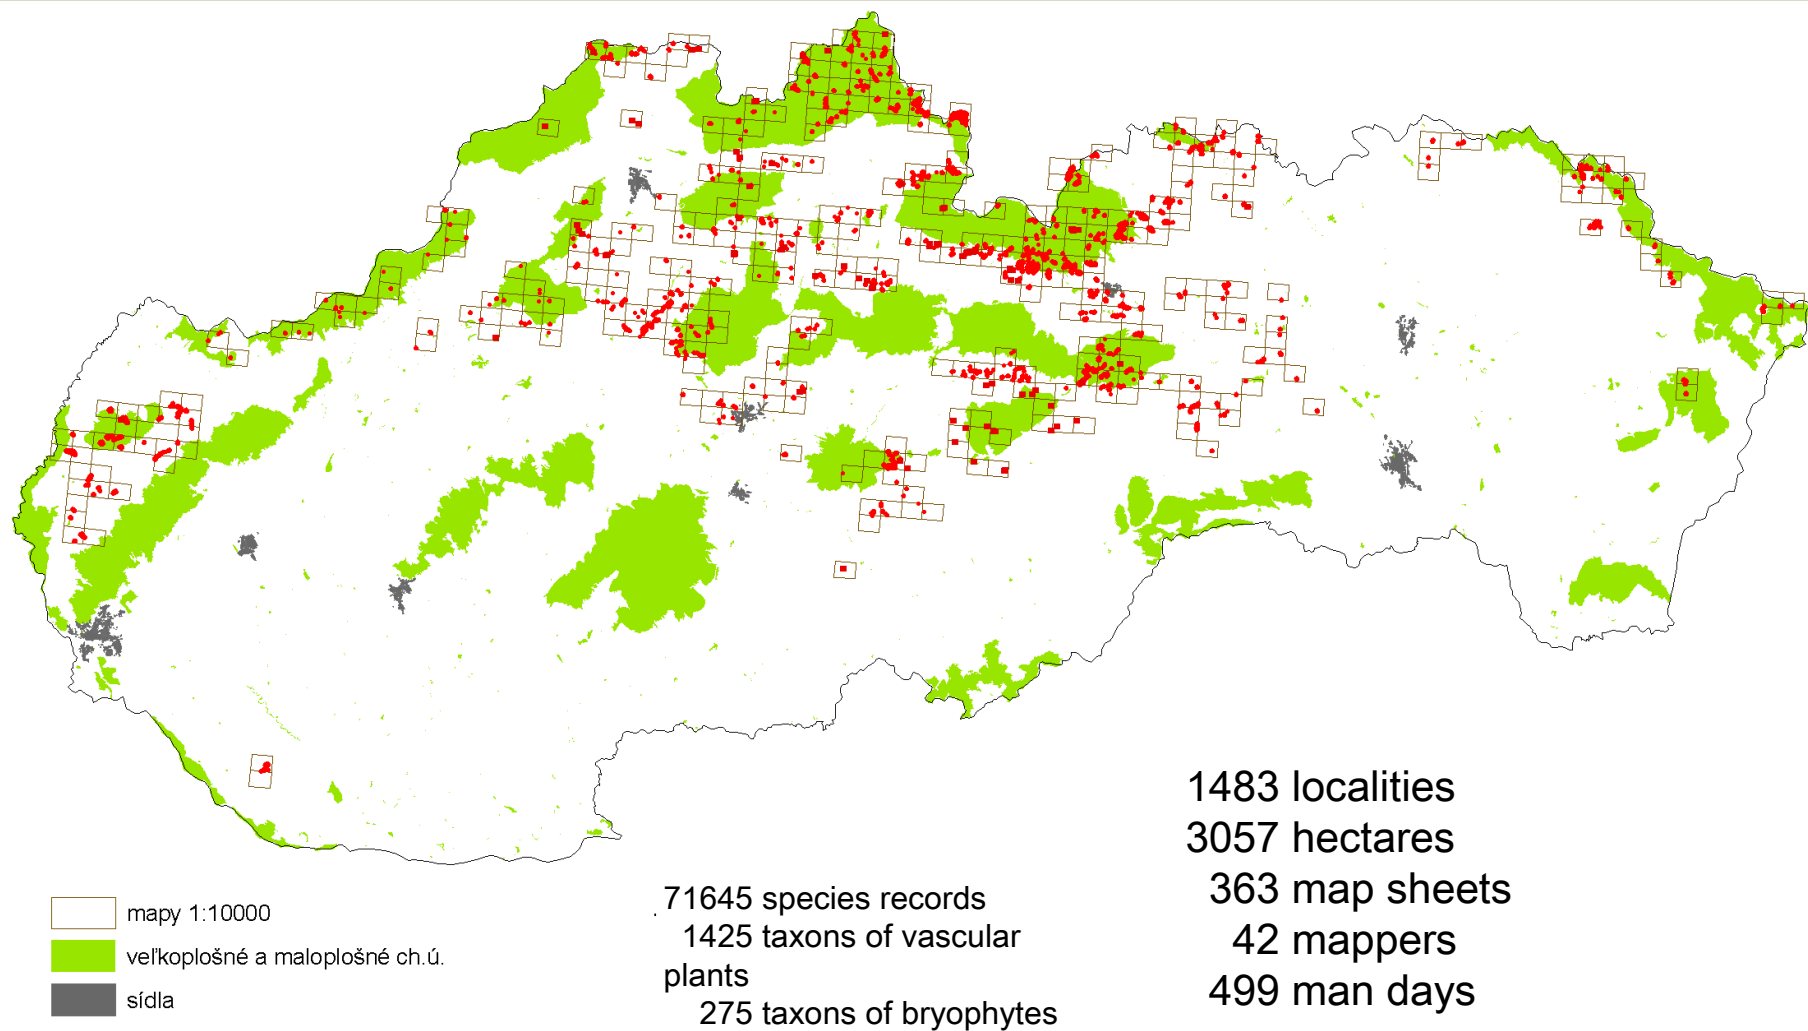 1483 localities
3057 hectares
363 map sheets
42 mappers
499 man days
71645 species records
1425 taxons of vascular
plants
275 taxons of bryophytes
mapy 1:10000
veľkoplošné a maloplošné ch.ú.
sídla